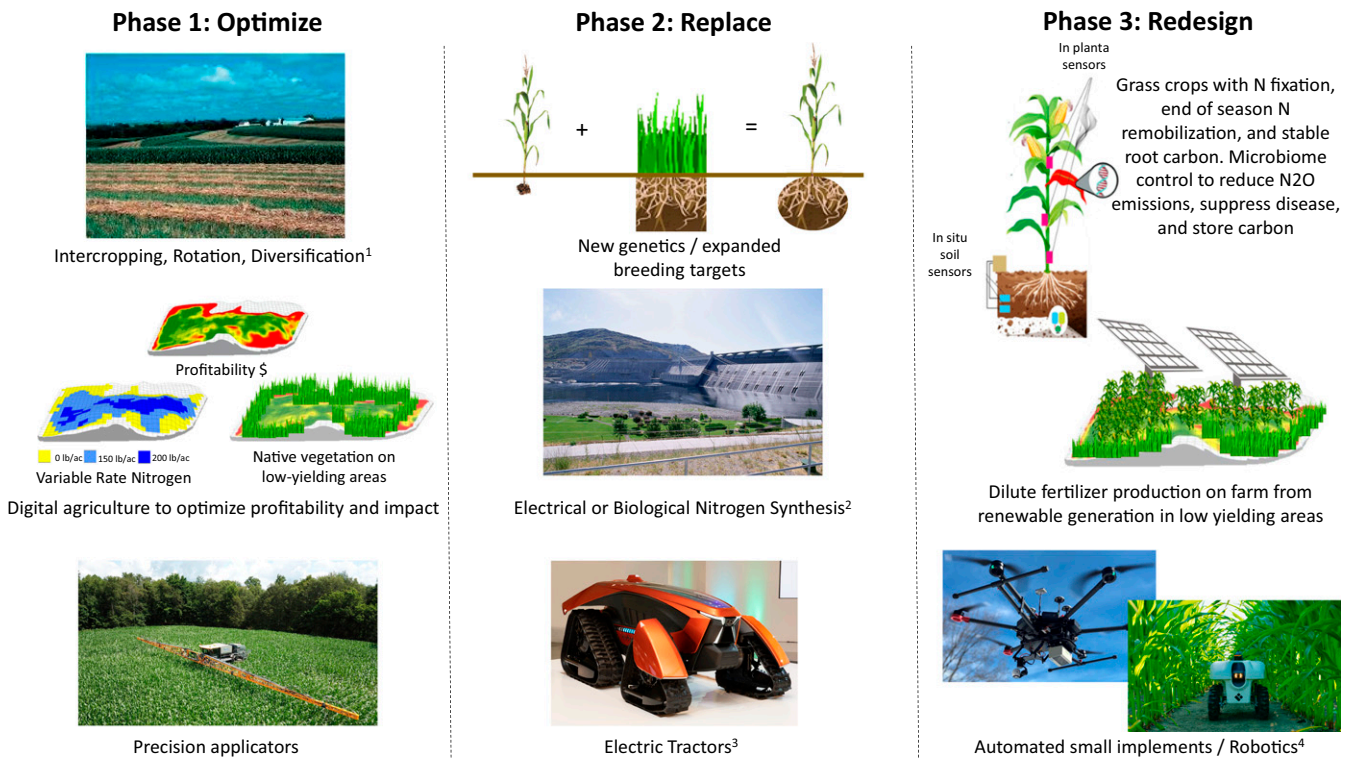 Phase 1: Optimize
Intercropping, Rotation, Diversification1
Profitability $
0 lb/ac 150 lb/ac 200 lb/ac
Variable Rate Nitrogen
Native vegetation on
low-yielding areas
Digital agriculture to optimize profitability and impact
Precision applicators
Phase 2: Replace
+
=
New genetics / expanded
breeding targets
Electrical or Biological Nitrogen Synthesis2
Electric Tractors3
Phase 3: Redesign
In planta
sensors
Grass crops with N fixation,
end of season N
remobilization, and stable
root carbon. Microbiome
control to reduce N2O
emissions, suppress disease,
and store carbon
In situ
soil
sensors
Dilute fertilizer production on farm from
renewable generation in low yielding areas
Automated small implements / Robotics4